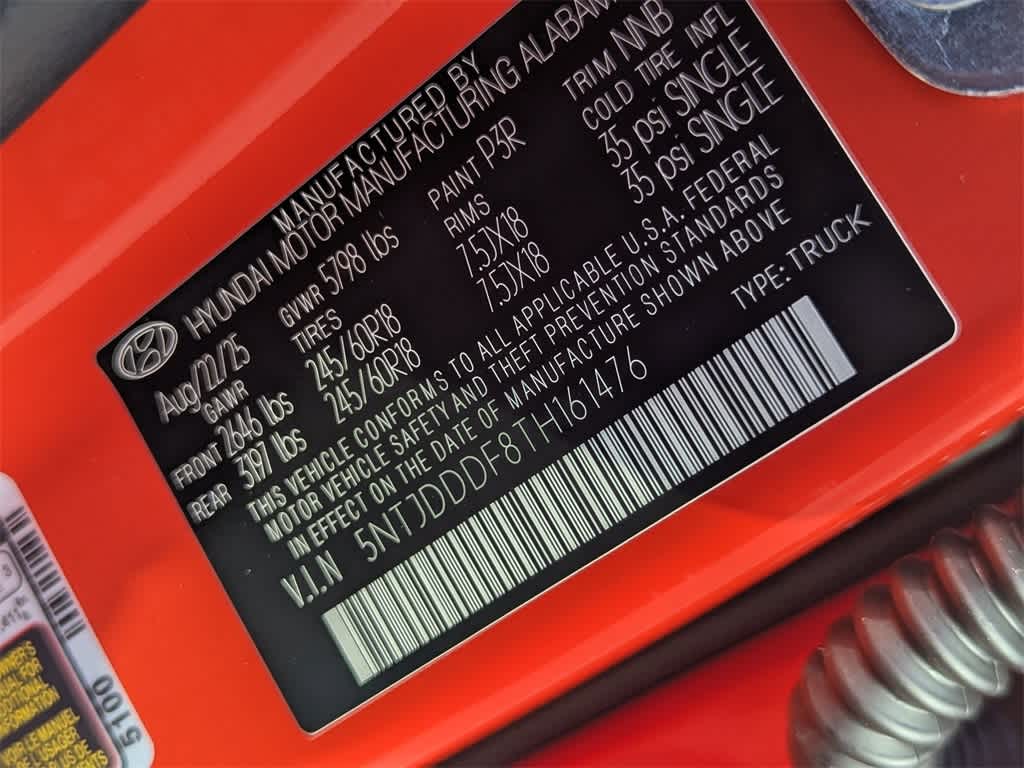 MANUFACTURED BY
HYUNDAI MOTOR MANUFACTURING ALABAM
Aug/22/25 GVWR 5798 lbs PAINT P3R TRIM NNB
GAWR TIRES RIMS COLD TIRE INFL
FRONT 2646 lbs 245/60R18 7.5JX18 35 psi SINGLE
REAR 3197 lbs 245/60R18 7.5JX18 35 psi SINGLE
THIS VEHICLE CONFORMS TO ALL APPLICABLE U.S.A. FEDERAL
MOTOR VEHICLE SAFETY AND THEFT PREVENTION STANDARDS
IN EFFECT ON THE DATE OF MANUFACTURE SHOWN ABOVE
V.I.N 5NTJDDDF8TH161476 TYPE: TRUCK
5100